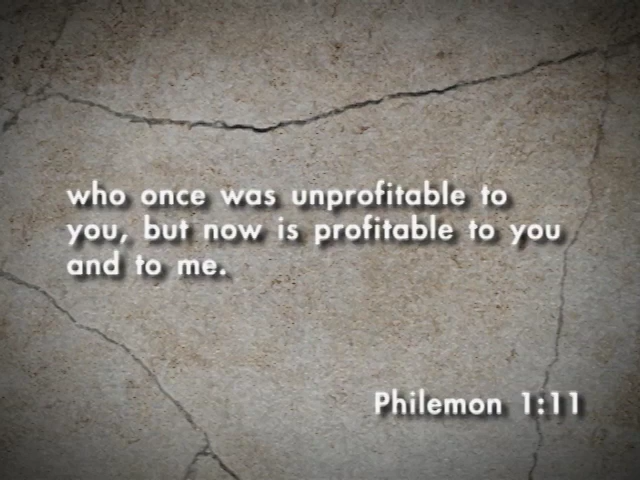 who once was unprofitable to
you, but now is profitable to you
and to me.
Philemon 1:11